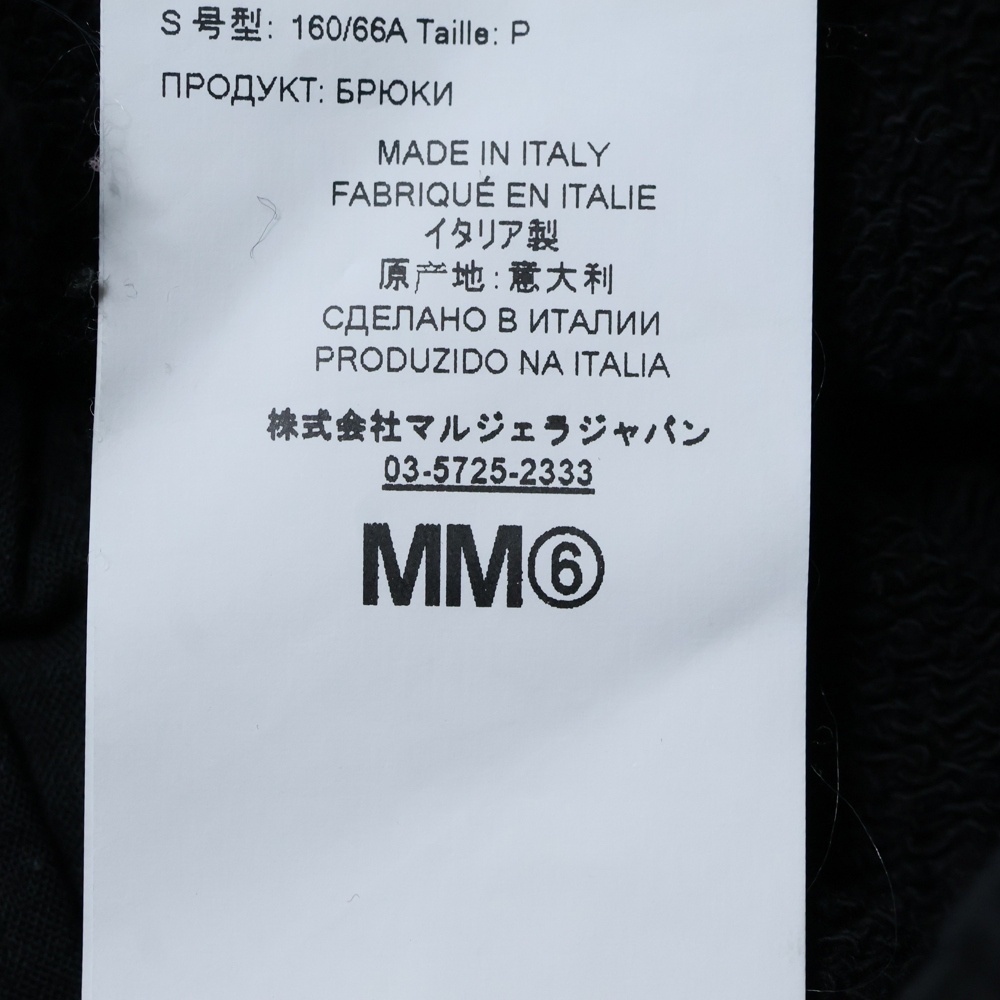 S 号型: 160/66A Taille: P
ПРОДУКТ: БРЮКИ
MADE IN ITALY
FABRIQUÉ EN ITALIE
イタリア製
原产地: 意大利
СДЕЛАНО В ИТАЛИИ
PRODUZIDO NA ITALIA
株式会社マルジェラジャパン
03-5725-2333
MM⑥